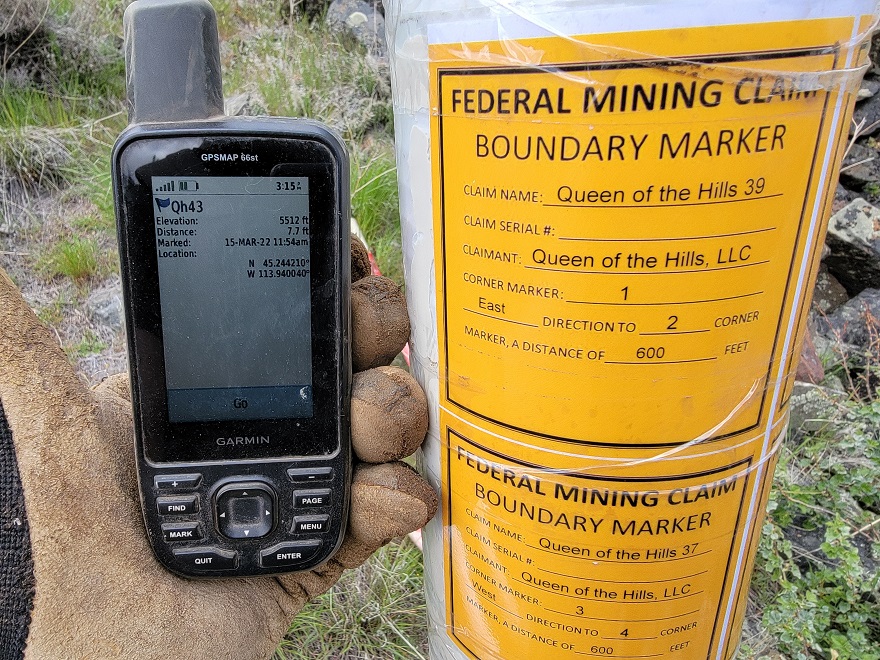 GPSMAP 66st
3:15
Qh43
Elevation: 5512 ft
Distance: 7.7 ft
Marked: 15-MAR-22 11:54am
Location:
N 45.244210°
W 113.940040°
Go
GARMIN
+ −
FIND PAGE
MARK MENU
QUIT ENTER
FEDERAL MINING CLAIM
BOUNDARY MARKER
CLAIM NAME: Queen of the Hills 39
CLAIM SERIAL #:
CLAIMANT: Queen of the Hills, LLC
CORNER MARKER: 1
East DIRECTION TO 2 CORNER
MARKER, A DISTANCE OF 600 FEET
FEDERAL MINING CLAIM
BOUNDARY MARKER
CLAIM NAME: Queen of the Hills 37
CLAIM SERIAL #:
CLAIMANT: Queen of the Hills, LLC
CORNER MARKER: 3
West DIRECTION TO 4 CORNER
MARKER, A DISTANCE OF 600 FEET